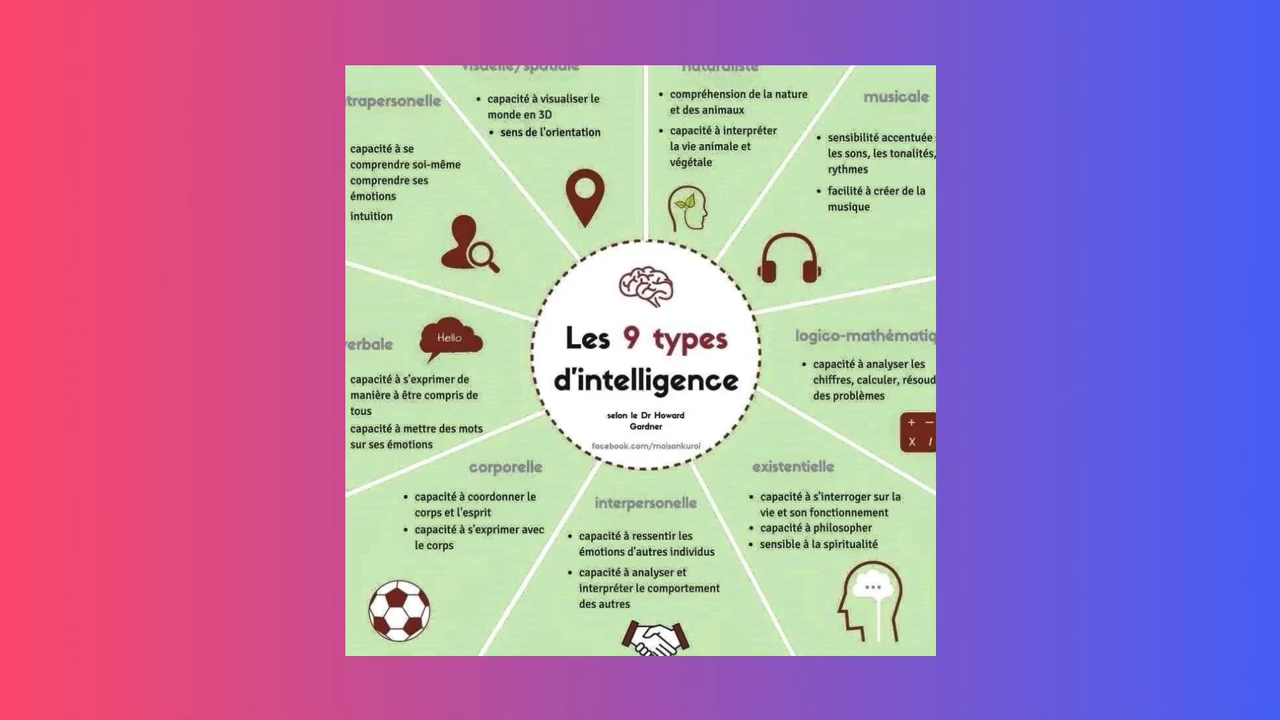 visuelle/spatiale
capacité à visualiser le
monde en 3D
sens de l'orientation
naturaliste
compréhension de la nature
et des animaux
capacité à interpréter
la vie animale et
végétale
musicale
sensibilité accentuée
les sons, les tonalités,
rythmes
facilité à créer de la
musique
trapersonelle
capacité à se
comprendre soi-même
comprendre ses
émotions
intuition
Les 9 types
d'intelligence
selon le Dr Howard
Gardner
facebook.com/maisonkuroi
verbale
Hello
capacité à s'exprimer de
manière à être compris de
tous
capacité à mettre des mots
sur ses émotions
logico-mathématiq
capacité à analyser les
chiffres, calculer, résoud
des problèmes
+ −
x /
corporelle
capacité à coordonner le
corps et l'esprit
capacité à s'exprimer avec
le corps
interpersonelle
capacité à ressentir les
émotions d'autres individus
capacité à analyser et
interpréter le comportement
des autres
existentielle
capacité à s'interroger sur la
vie et son fonctionnement
capacité à philosopher
sensible à la spiritualité